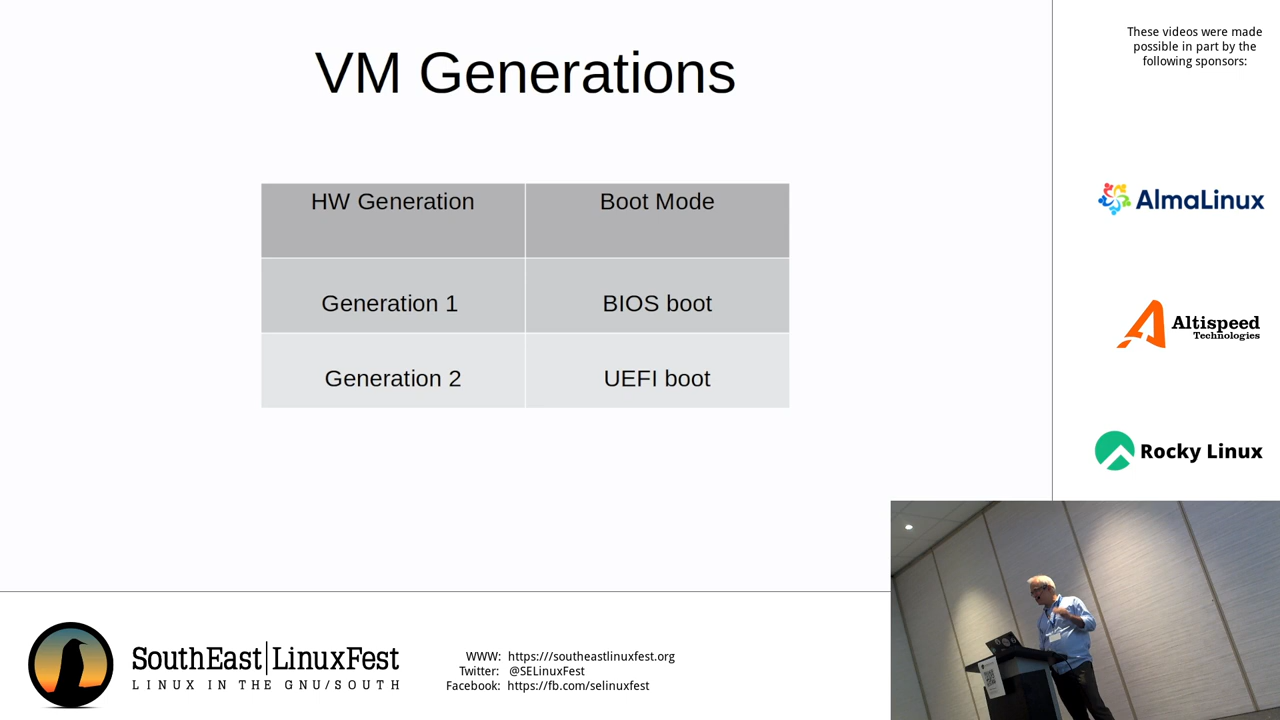 VM Generations
HW Generation
Boot Mode
Generation 1
BIOS boot
Generation 2
UEFI boot
These videos were made
possible in part by the
following sponsors:
AlmaLinux
Altispeed
Technologies
Rocky Linux
SouthEast LinuxFest
LINUX IN THE GNU/SOUTH
WWW: https:///southeastlinuxfest.org
Twitter: @SELinuxFest
Facebook: https://fb.com/selinuxfest